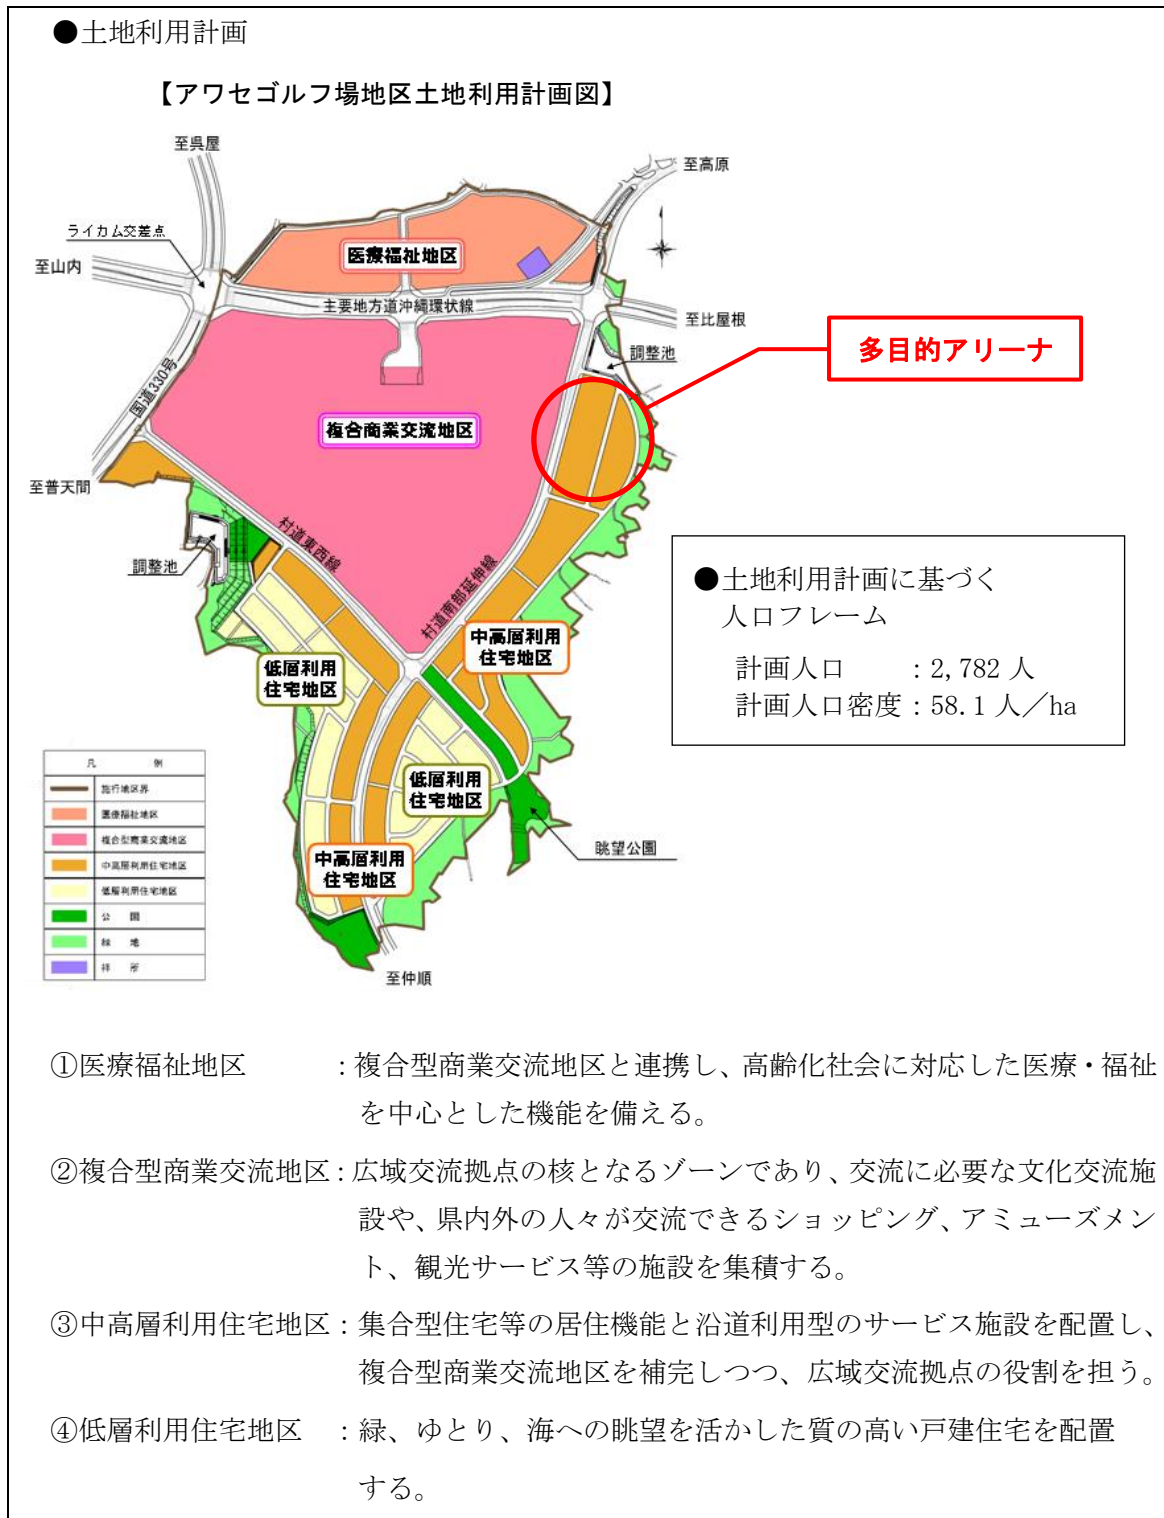 ●土地利用計画
【アワセゴルフ場地区土地利用計画図】
至呉屋
至高原
ライカム交差点
至山内
医療福祉地区
主要地方道沖縄環状線
至比屋根
多目的アリーナ
調整池
国道330号
複合商業交流地区
至普天間
村道東西線
調整池
村道南部延伸線
●土地利用計画に基づく
人口フレーム
計画人口 :2,782 人
計画人口密度:58.1 人/ha
中高層利用
住宅地区
低層利用
住宅地区
低層利用
住宅地区
中高層利用
住宅地区
眺望公園
至仲順
凡 例
施行地区界
医療福祉地区
複合型商業交流地区
中高層利用住宅地区
低層利用住宅地区
公 園
緑 地
拝 所
①医療福祉地区 :複合型商業交流地区と連携し、高齢化社会に対応した医療・福祉
を中心とした機能を備える。
②複合型商業交流地区:広域交流拠点の核となるゾーンであり、交流に必要な文化交流施
設や、県内外の人々が交流できるショッピング、アミューズメン
ト、観光サービス等の施設を集積する。
③中高層利用住宅地区:集合型住宅等の居住機能と沿道利用型のサービス施設を配置し、
複合型商業交流地区を補完しつつ、広域交流拠点の役割を担う。
④低層利用住宅地区 :緑、ゆとり、海への眺望を活かした質の高い戸建住宅を配置
する。